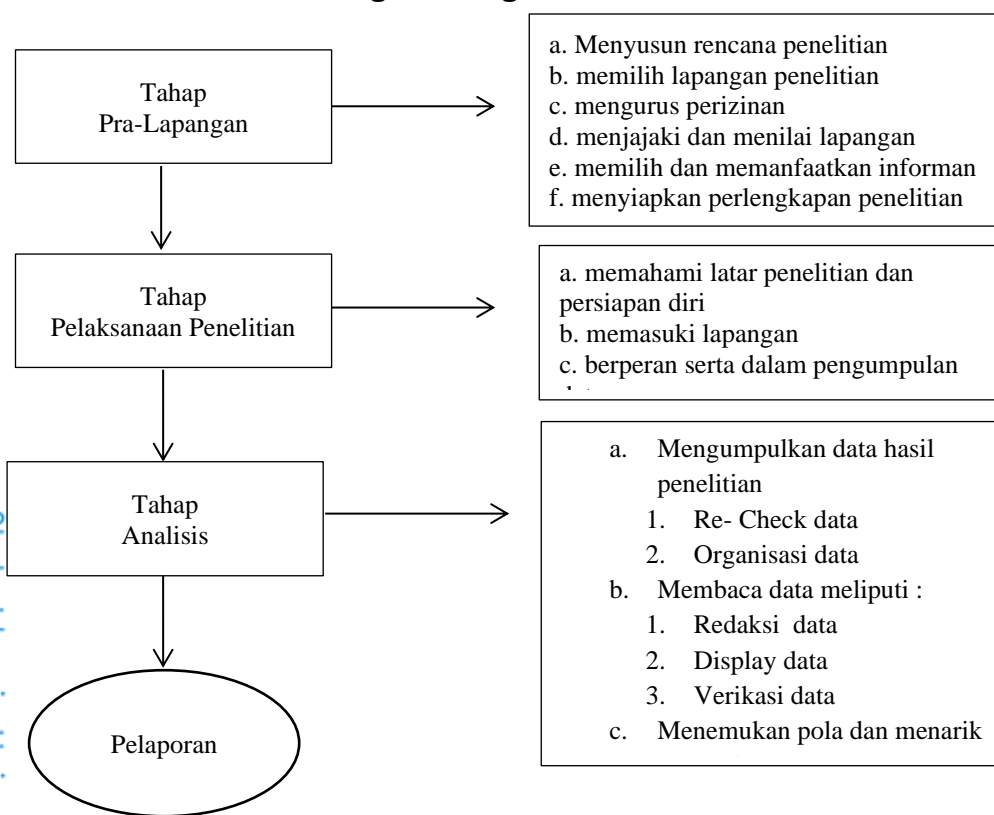 Tahap
Pra-Lapangan
a. Menyusun rencana penelitian
b. memilih lapangan penelitian
c. mengurus perizinan
d. menjajaki dan menilai lapangan
e. memilih dan memanfaatkan informan
f. menyiapkan perlengkapan penelitian
Tahap
Pelaksanaan Penelitian
a. memahami latar penelitian dan
persiapan diri
b. memasuki lapangan
c. berperan serta dalam pengumpulan
Tahap
Analisis
a. Mengumpulkan data hasil
penelitian
1. Re- Check data
2. Organisasi data
b. Membaca data meliputi :
1. Redaksi data
2. Display data
3. Verikasi data
c. Menemukan pola dan menarik
Pelaporan